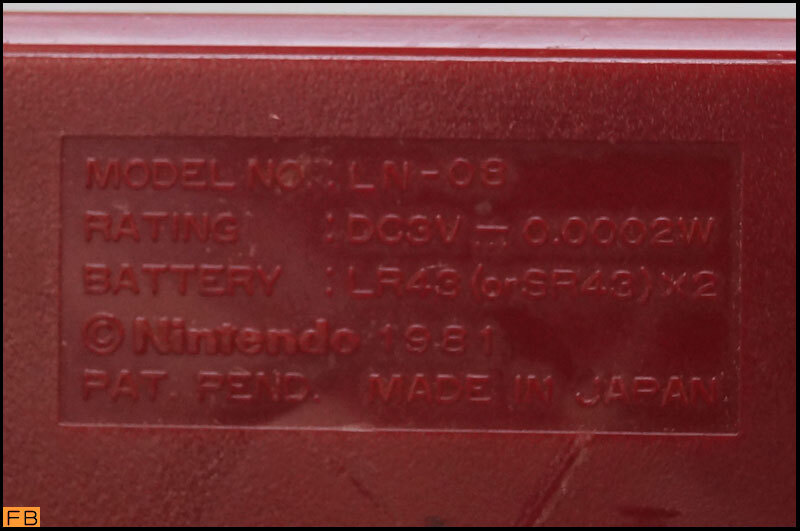 MODEL NO. : LN-08
RATING : DC3V ⎓ 0.0002W
BATTERY : LR43 (or SR43) X2
© Nintendo 1981
PAT. PEND. MADE IN JAPAN
FB